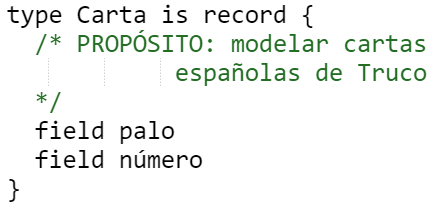 type Carta is record {
  /* PROPÓSITO: modelar cartas
            españolas de Truco
  */
  field palo
  field número
}